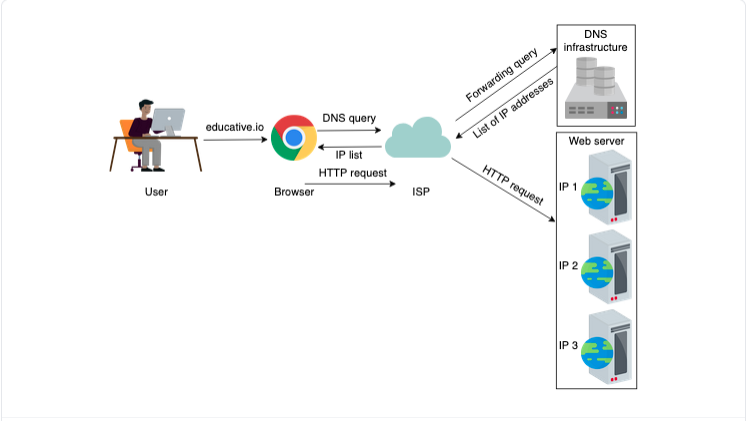 DNS
infrastructure
Forwarding query
List of IP addresses
educative.io
DNS query
IP list
HTTP request
HTTP request
User
Browser
ISP
Web server
IP 1
IP 2
IP 3